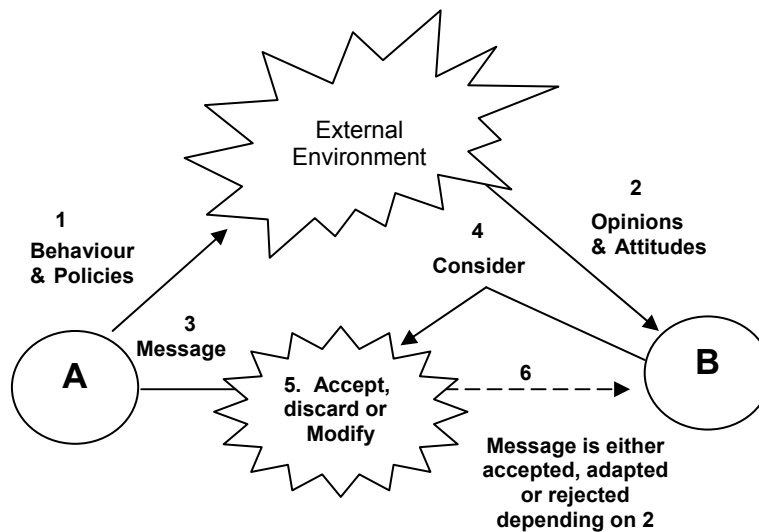 External
Environment
1
Behaviour
& Policies
2
Opinions
& Attitudes
4
Consider
3
Message
A
5. Accept,
discard or
Modify
6
B
Message is either
accepted, adapted
or rejected
depending on 2